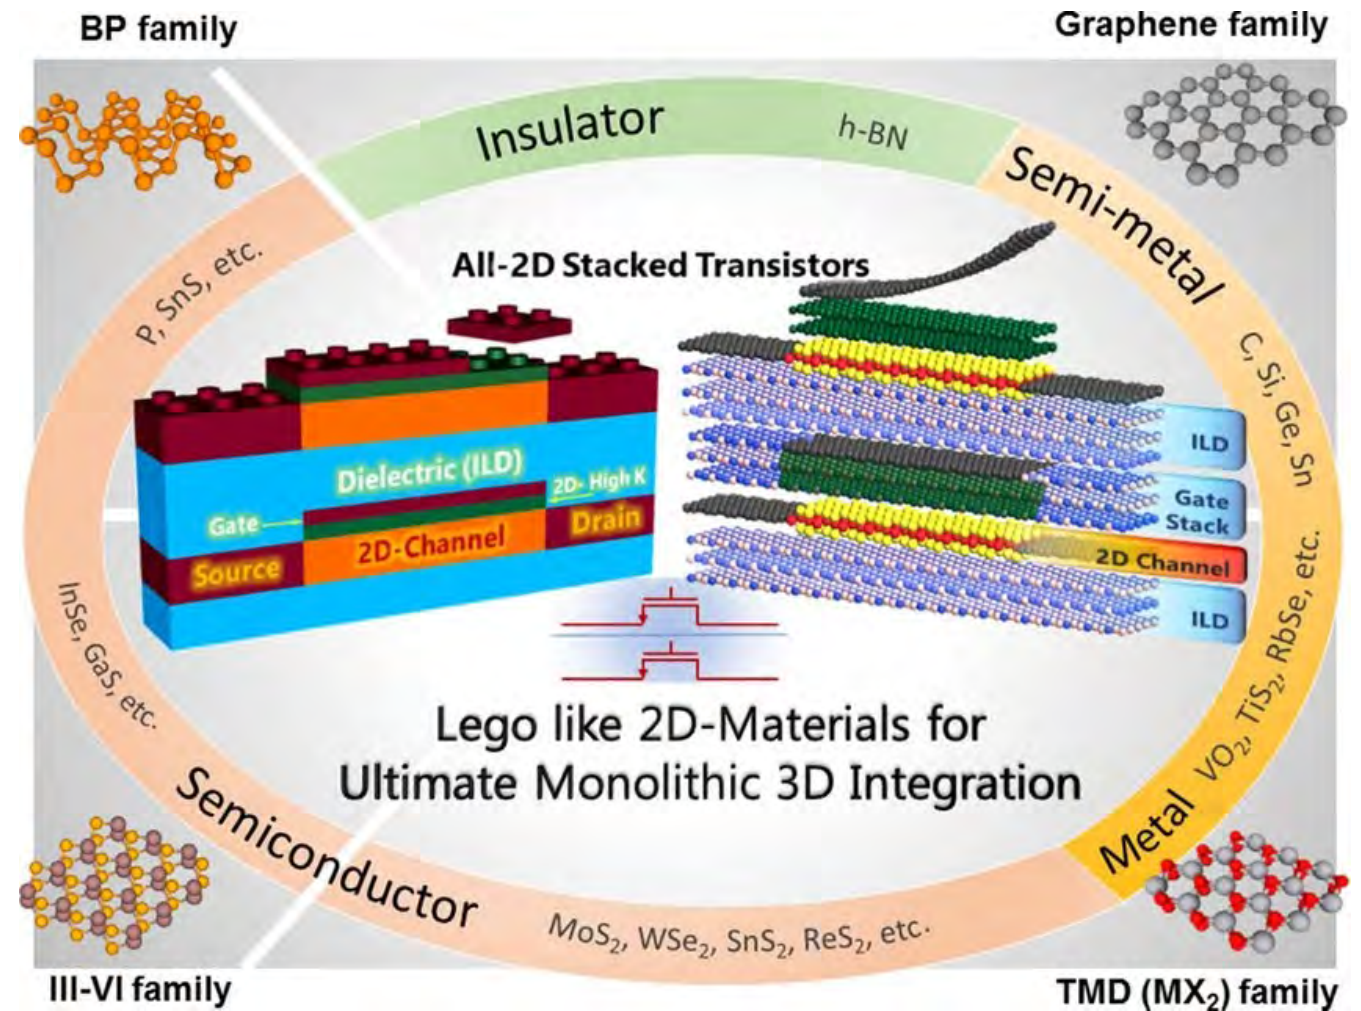 BP family
Graphene family
Insulator
h-BN
Semi-metal
C, Si, Ge, Sn
P, SnS, etc.
All-2D Stacked Transistors
Dielectric (ILD)
2D- High K
Gate
Drain
2D-Channel
Source
ILD
Gate
Stack
2D Channel
ILD
InSe, GaS, etc.
VO₂, TiS₂, RbSe, etc.
Metal
Lego like 2D-Materials for
Ultimate Monolithic 3D Integration
Semiconductor
MoS₂, WSe₂, SnS₂, ReS₂, etc.
III-VI family
TMD (MX₂) family